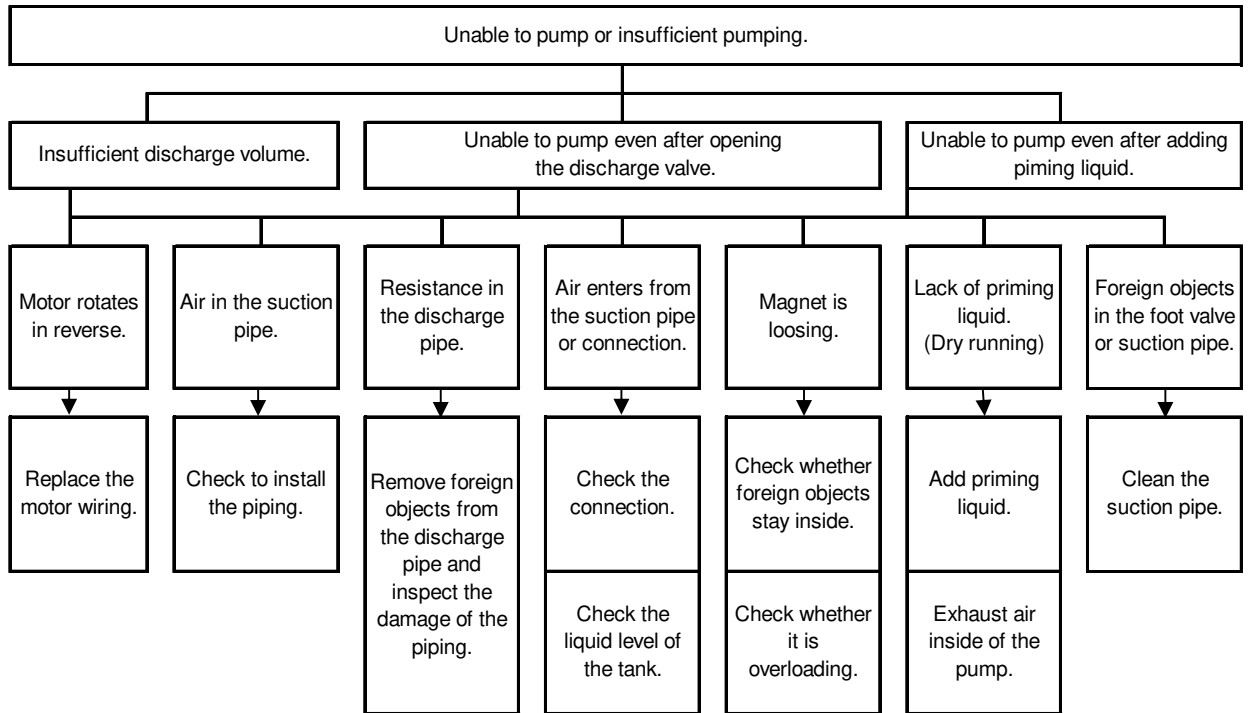 Unable to pump or insufficient pumping.
Insufficient discharge volume.
Unable to pump even after opening
the discharge valve.
Unable to pump even after adding
piming liquid.
Motor rotates
in reverse.
Air in the suction
pipe.
Resistance in
the discharge
pipe.
Air enters from
the suction pipe
or connection.
Magnet is
loosing.
Lack of priming
liquid.
(Dry running)
Foreign objects
in the foot valve
or suction pipe.
Replace the
motor wiring.
Check to install
the piping.
Remove foreign
objects from
the discharge
pipe and
inspect the
damage of the
piping.
Check the
connection.
Check whether
foreign objects
stay inside.
Add priming
liquid.
Clean the
suction pipe.
Check the
liquid level of
the tank.
Check whether
it is
overloading.
Exhaust air
inside of the
pump.